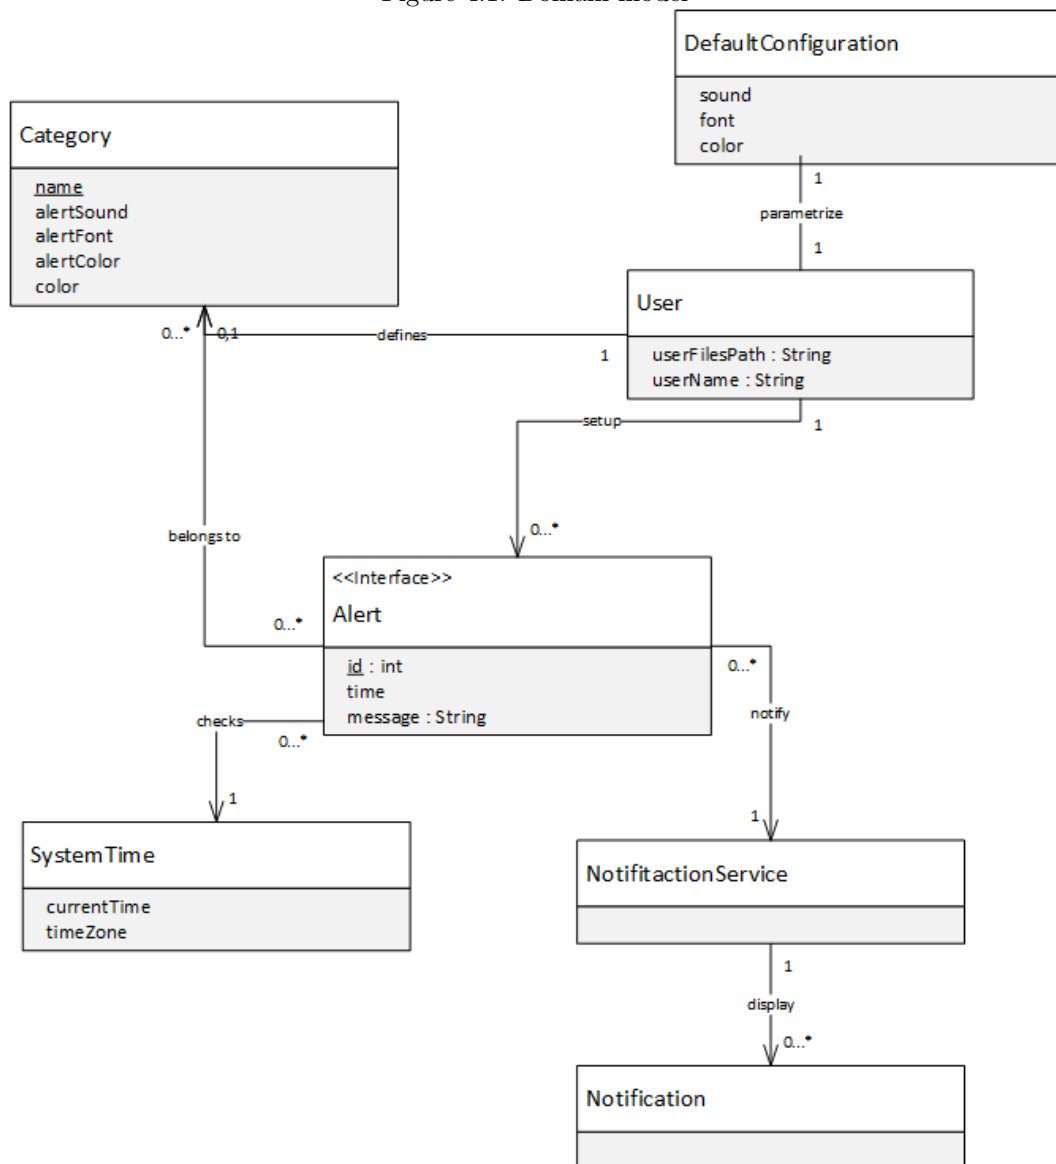 Figure 4.1: Domain model
DefaultConfiguration
sound
font
color
1
parametrize
1
Category
name
alertSound
alertFont
alertColor
color
User
userFilesPath : String
userName : String
0...*
0,1
defines
1
setup
1
0...*
belongs to
<<Interface>>
Alert
id : int
time
message : String
0...*
0...*
notify
checks
0...*
1
1
SystemTime
currentTime
timeZone
NotifitactionService
1
display
0...*
Notification